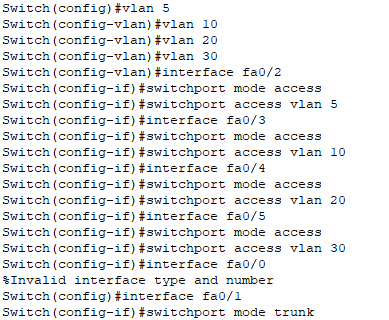 Switch(config)#vlan 5
Switch(config-vlan)#vlan 10
Switch(config-vlan)#vlan 20
Switch(config-vlan)#vlan 30
Switch(config-vlan)#interface fa0/2
Switch(config-if)#switchport mode access
Switch(config-if)#switchport access vlan 5
Switch(config-if)#interface fa0/3
Switch(config-if)#switchport mode access
Switch(config-if)#switchport access vlan 10
Switch(config-if)#interface fa0/4
Switch(config-if)#switchport mode access
Switch(config-if)#switchport access vlan 20
Switch(config-if)#interface fa0/5
Switch(config-if)#switchport mode access
Switch(config-if)#switchport access vlan 30
Switch(config-if)#interface fa0/0
%Invalid interface type and number
Switch(config)#interface fa0/1
Switch(config-if)#switchport mode trunk